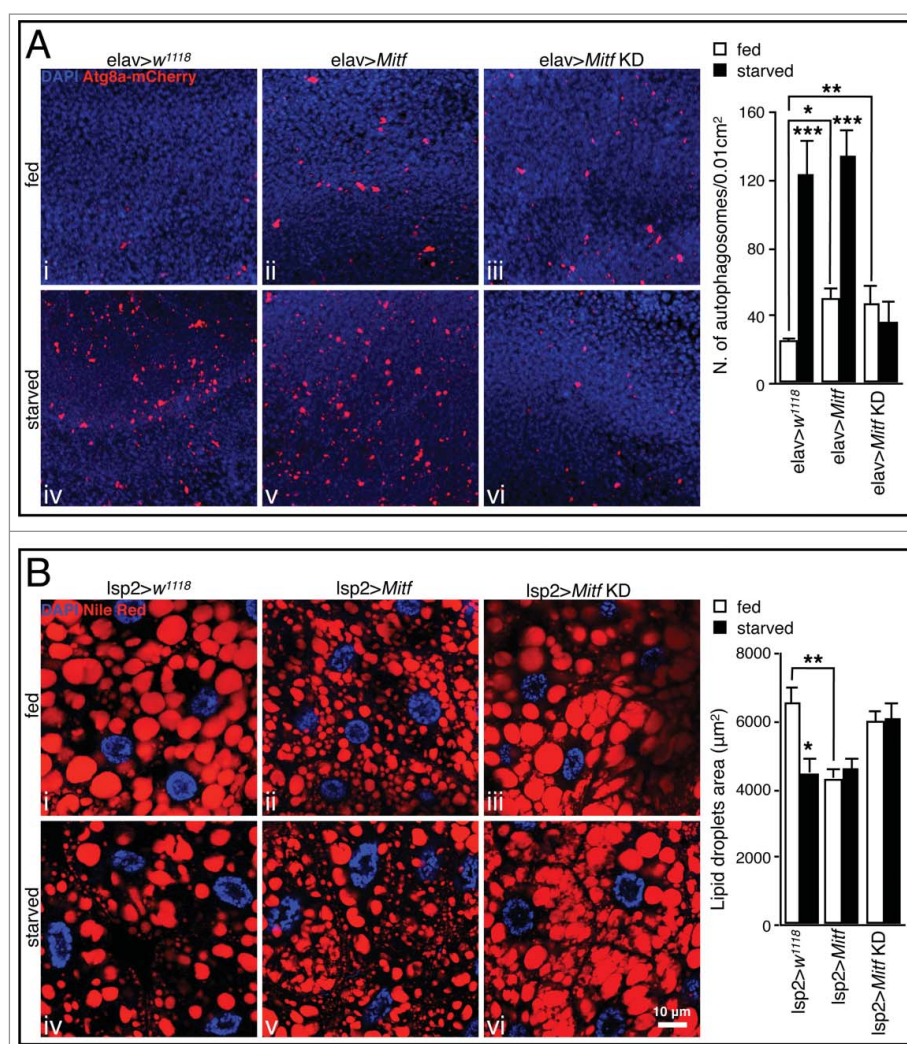 A
elav>w¹¹¹⁸
elav>Mitf
elav>Mitf KD
DAPI Atg8a-mCherry
fed
starved
i
ii
iii
iv
v
vi
fed
starved
N. of autophagosomes/0.01cm²
160
120
80
40
0
**
*
***
***
elav>w¹¹¹⁸
elav>Mitf
elav>Mitf KD
B
lsp2>w¹¹¹⁸
lsp2>Mitf
lsp2>Mitf KD
DAPI Nile Red
fed
starved
i
ii
iii
iv
v
vi
10 µm
fed
starved
Lipid droplets area (µm²)
8000
6000
4000
2000
0
**
*
lsp2>w¹¹¹⁸
lsp2>Mitf
lsp2>Mitf KD